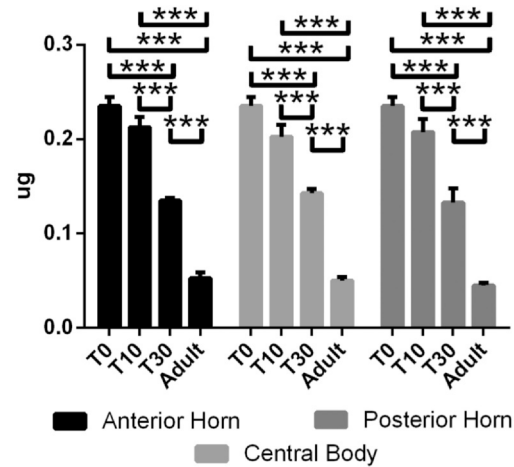 *** *** ***
*** *** ***
*** *** ***
*** *** ***
*** *** ***
0.3
0.2
0.1
0.0
ug
T0 T10 T30 Adult T0 T10 T30 Adult T0 T10 T30 Adult
Anterior Horn Posterior Horn
Central Body